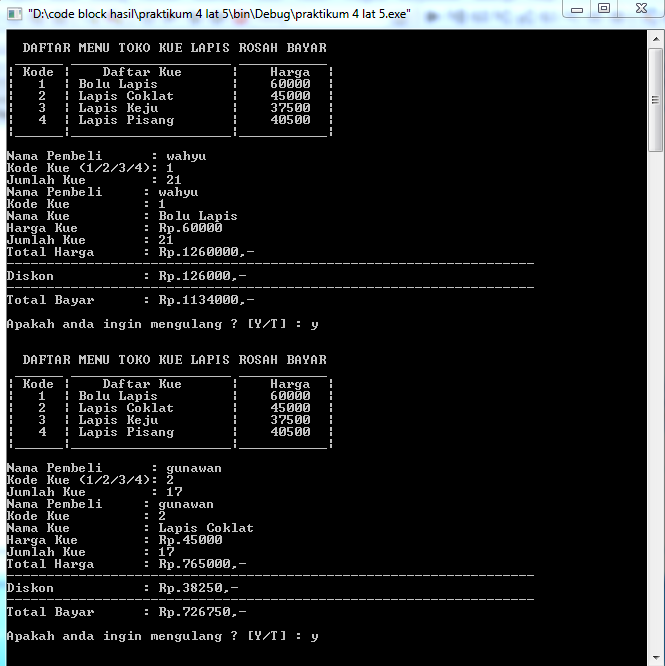 "D:\code block hasil\praktikum 4 lat 5\bin\Debug\praktikum 4 lat 5.exe"
DAFTAR MENU TOKO KUE LAPIS ROSAH BAYAR
¦ Kode ¦ Daftar Kue ¦ Harga ¦
¦ 1 ¦ Bolu Lapis ¦ 60000 ¦
¦ 2 ¦ Lapis Coklat ¦ 45000 ¦
¦ 3 ¦ Lapis Keju ¦ 37500 ¦
¦ 4 ¦ Lapis Pisang ¦ 40500 ¦
Nama Pembeli : wahyu
Kode Kue (1/2/3/4): 1
Jumlah Kue : 21
Nama Pembeli : wahyu
Kode Kue : 1
Nama Kue : Bolu Lapis
Harga Kue : Rp.60000
Jumlah Kue : 21
Total Harga : Rp.1260000,-
Diskon : Rp.126000,-
Total Bayar : Rp.1134000,-
Apakah anda ingin mengulang ? [Y/T] : y
DAFTAR MENU TOKO KUE LAPIS ROSAH BAYAR
¦ Kode ¦ Daftar Kue ¦ Harga ¦
¦ 1 ¦ Bolu Lapis ¦ 60000 ¦
¦ 2 ¦ Lapis Coklat ¦ 45000 ¦
¦ 3 ¦ Lapis Keju ¦ 37500 ¦
¦ 4 ¦ Lapis Pisang ¦ 40500 ¦
Nama Pembeli : gunawan
Kode Kue (1/2/3/4): 2
Jumlah Kue : 17
Nama Pembeli : gunawan
Kode Kue : 2
Nama Kue : Lapis Coklat
Harga Kue : Rp.45000
Jumlah Kue : 17
Total Harga : Rp.765000,-
Diskon : Rp.38250,-
Total Bayar : Rp.726750,-
Apakah anda ingin mengulang ? [Y/T] : y